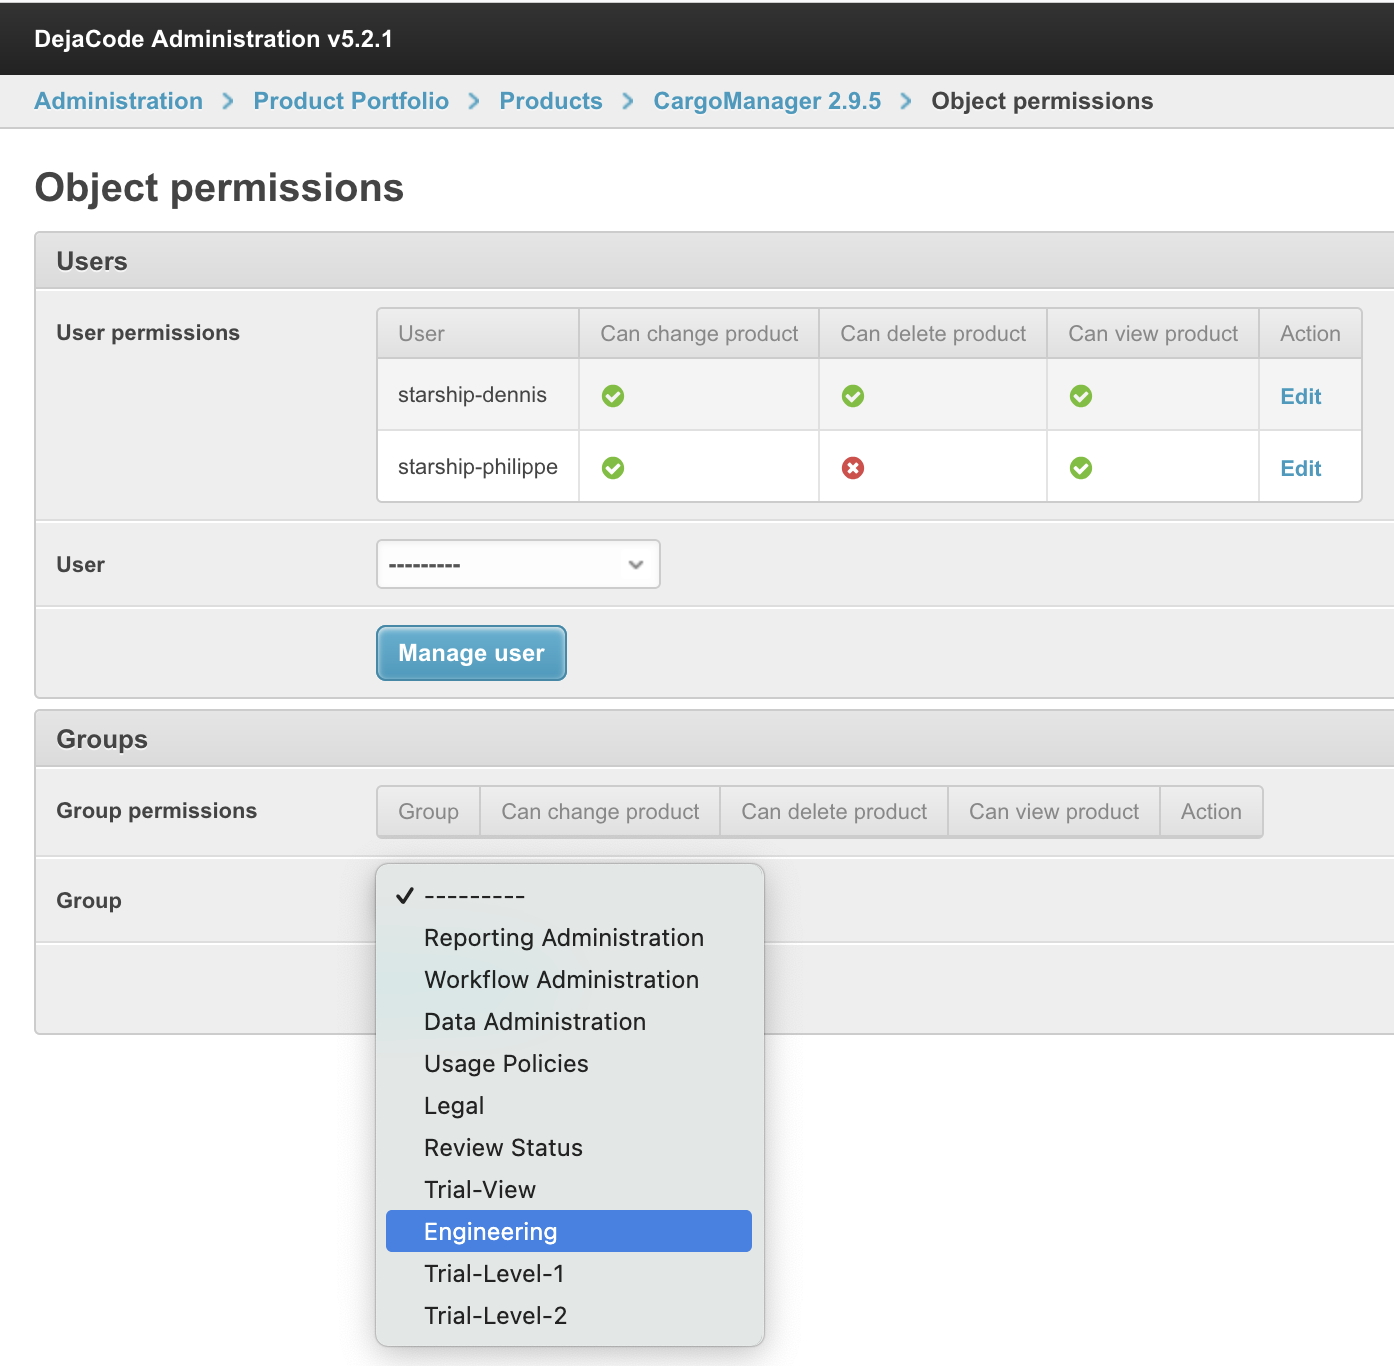 DejaCode Administration v5.2.1
Administration > Product Portfolio > Products > CargoManager 2.9.5 > Object permissions
Object permissions
Users
User permissions
User Can change product Can delete product Can view product Action
starship-dennis Edit
starship-philippe Edit
User ---------
Manage user
Groups
Group permissions Group Can change product Can delete product Can view product Action
Group
---------
Reporting Administration
Workflow Administration
Data Administration
Usage Policies
Legal
Review Status
Trial-View
Engineering
Trial-Level-1
Trial-Level-2